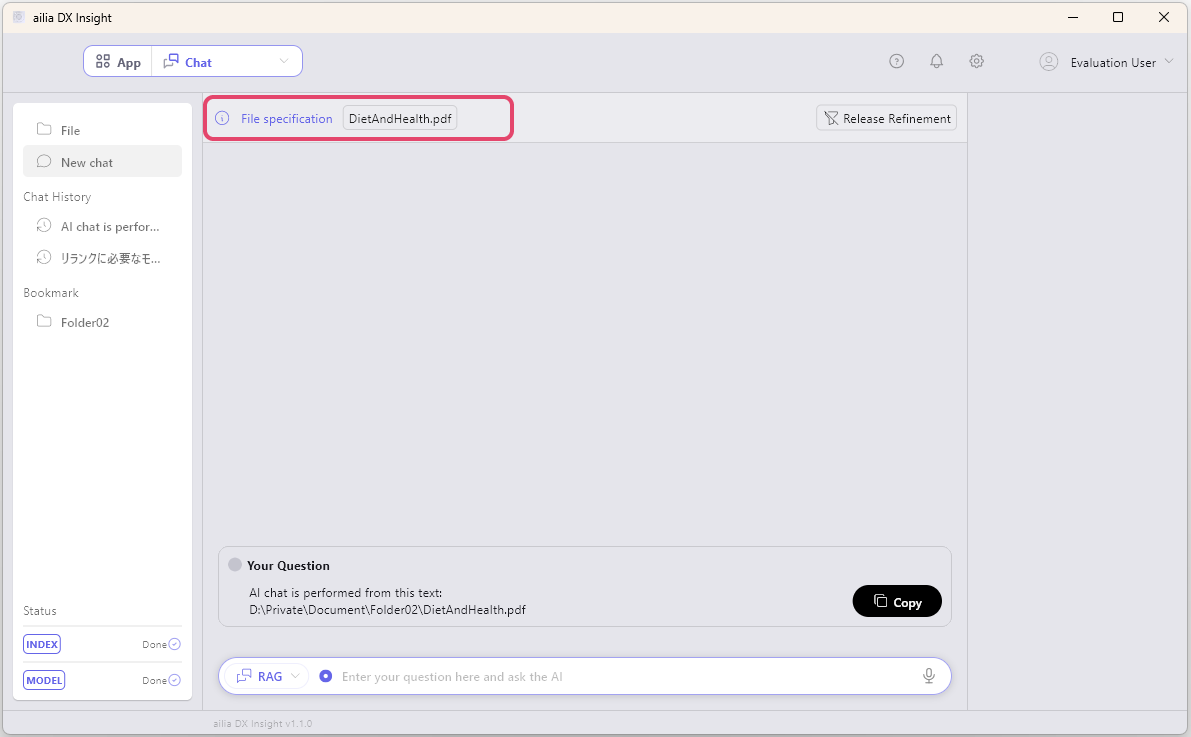 ailia DX Insight
App
Chat
Evaluation User
File
New chat
Chat History
AI chat is perfor...
リランクに必要なモ...
Bookmark
Folder02
Status
INDEX
Done
MODEL
Done
File specification
DietAndHealth.pdf
Release Refinement
Your Question
AI chat is performed from this text:
D:\Private\Document\Folder02\DietAndHealth.pdf
Copy
RAG
Enter your question here and ask the AI
ailia DX Insight v1.1.0